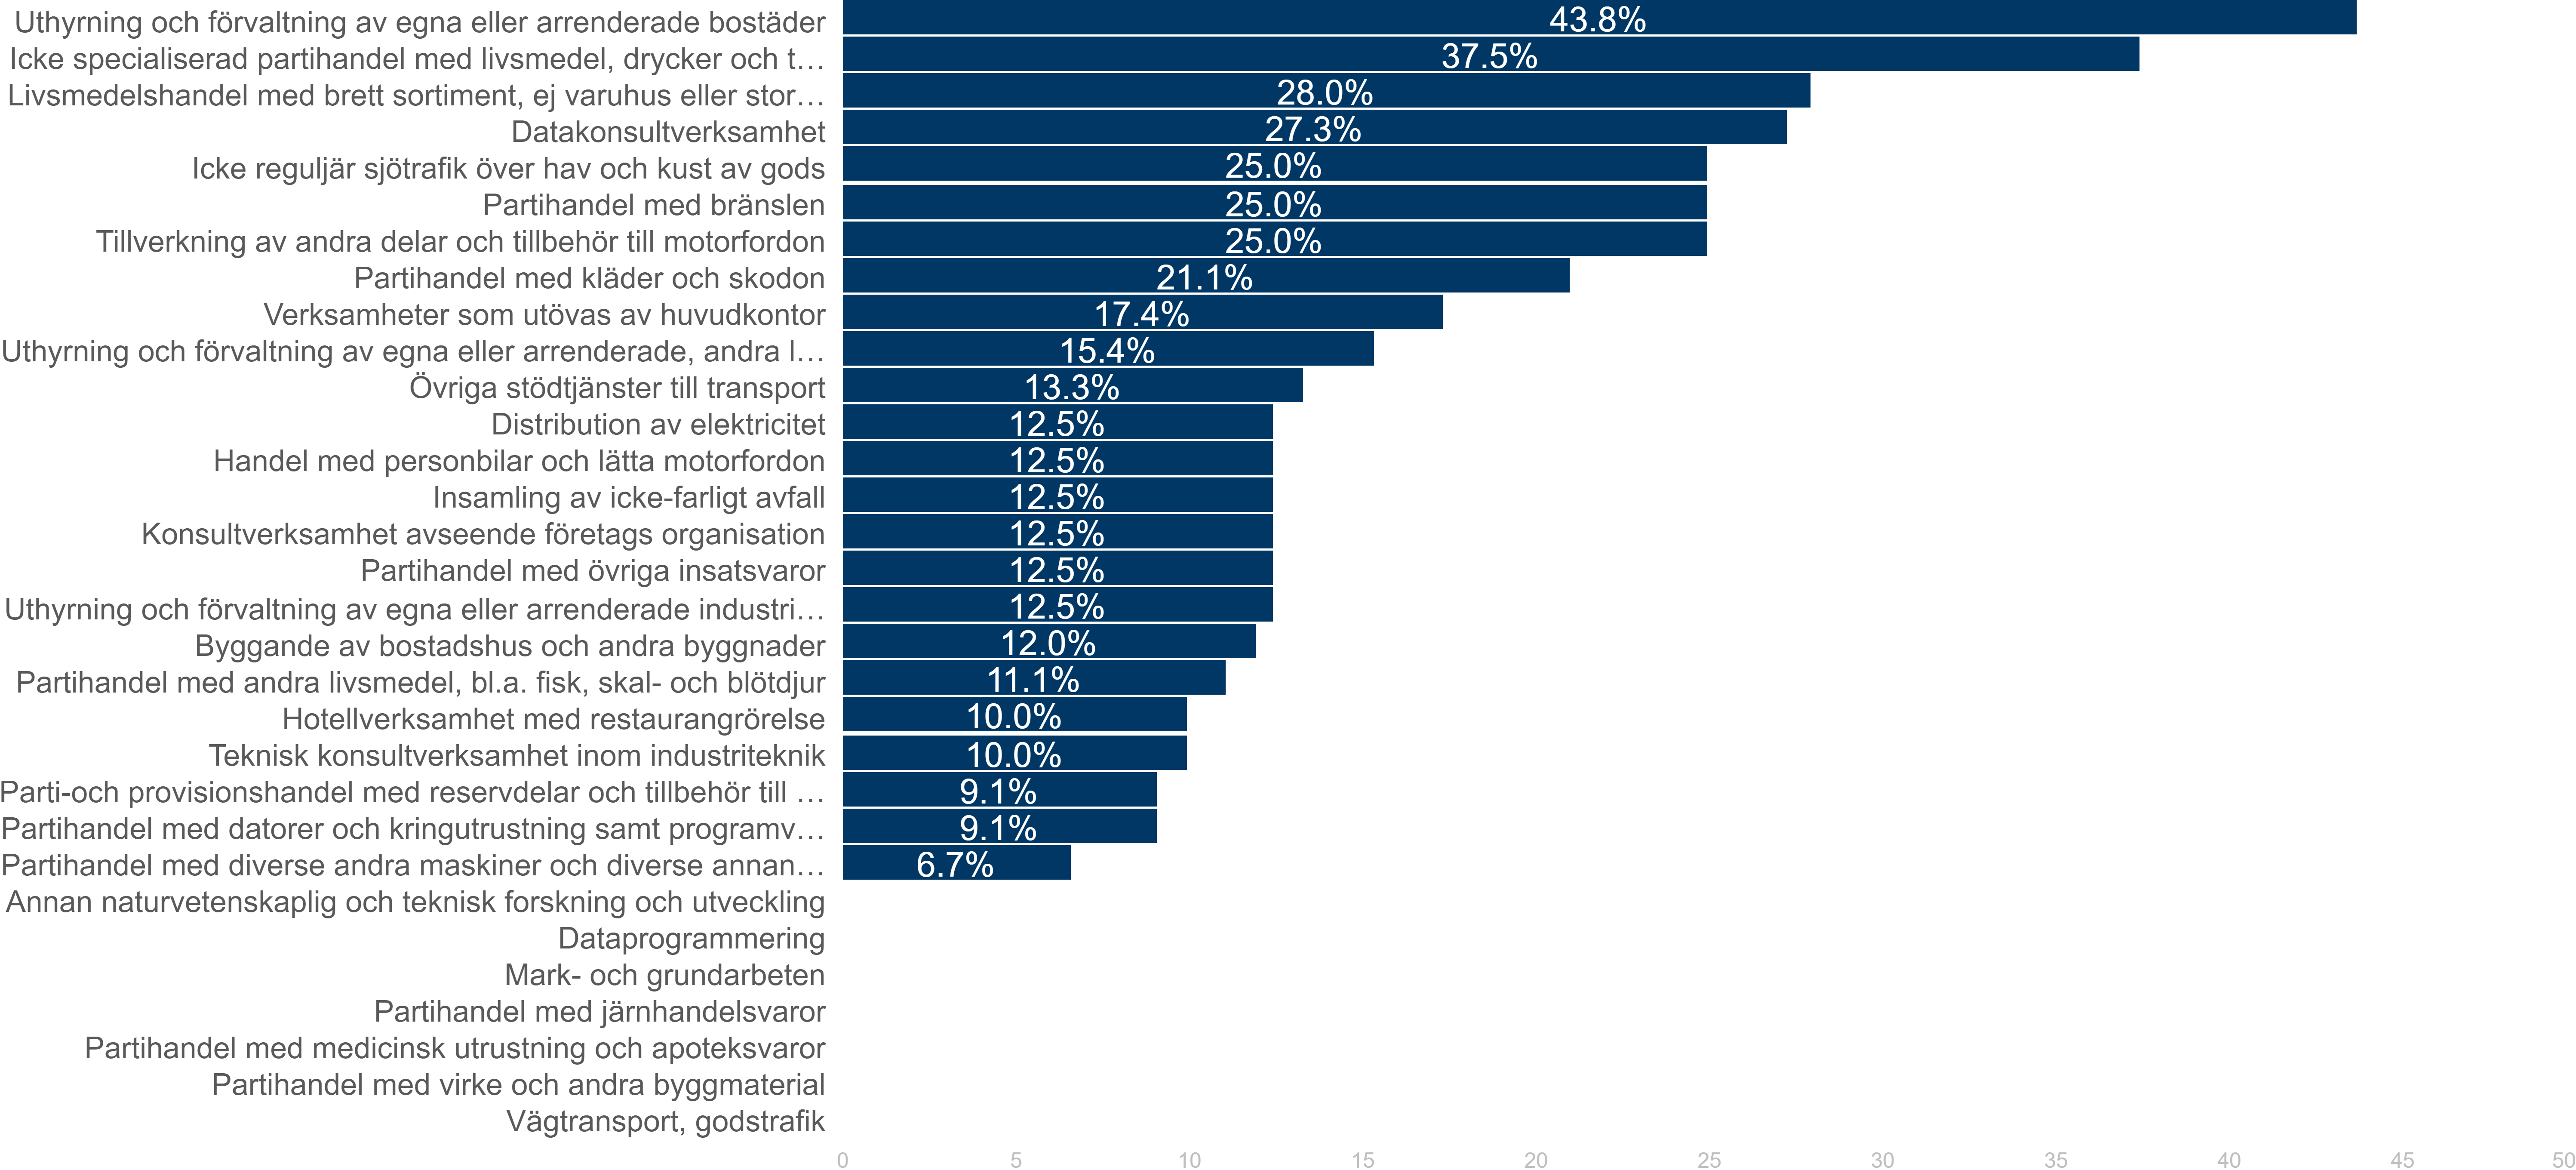 Uthyrning och förvaltning av egna eller arrenderade bostäder 43.8%
Icke specialiserad partihandel med livsmedel, drycker och t… 37.5%
Livsmedelshandel med brett sortiment, ej varuhus eller stor… 28.0%
Datakonsultverksamhet 27.3%
Icke reguljär sjötrafik över hav och kust av gods 25.0%
Partihandel med bränslen 25.0%
Tillverkning av andra delar och tillbehör till motorfordon 25.0%
Partihandel med kläder och skodon 21.1%
Verksamheter som utövas av huvudkontor 17.4%
Uthyrning och förvaltning av egna eller arrenderade, andra l… 15.4%
Övriga stödtjänster till transport 13.3%
Distribution av elektricitet 12.5%
Handel med personbilar och lätta motorfordon 12.5%
Insamling av icke-farligt avfall 12.5%
Konsultverksamhet avseende företags organisation 12.5%
Partihandel med övriga insatsvaror 12.5%
Uthyrning och förvaltning av egna eller arrenderade industri… 12.5%
Byggande av bostadshus och andra byggnader 12.0%
Partihandel med andra livsmedel, bl.a. fisk, skal- och blötdjur 11.1%
Hotellverksamhet med restaurangrörelse 10.0%
Teknisk konsultverksamhet inom industriteknik 10.0%
Parti-och provisionshandel med reservdelar och tillbehör till … 9.1%
Partihandel med datorer och kringutrustning samt programv… 9.1%
Partihandel med diverse andra maskiner och diverse annan… 6.7%
Annan naturvetenskaplig och teknisk forskning och utveckling
Dataprogrammering
Mark- och grundarbeten
Partihandel med järnhandelsvaror
Partihandel med medicinsk utrustning och apoteksvaror
Partihandel med virke och andra byggmaterial
Vägtransport, godstrafik
0 5 10 15 20 25 30 35 40 45 50